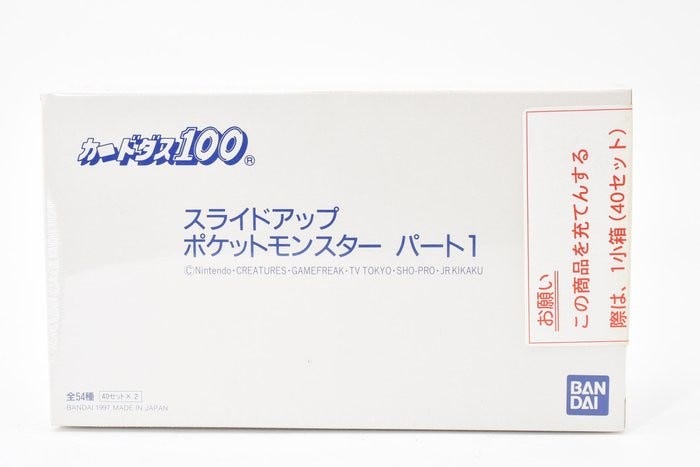 カードダス100®
スライドアップ
ポケットモンスター パート1
©Nintendo・CREATURES・GAMEFREAK・TV TOKYO・SHO-PRO・JR KIKAKU
全54種 40セット×2
BANDAI 1997 MADE IN JAPAN
お願い
この商品を充てんする
際は、1小箱(40セット)
BAN
DAI